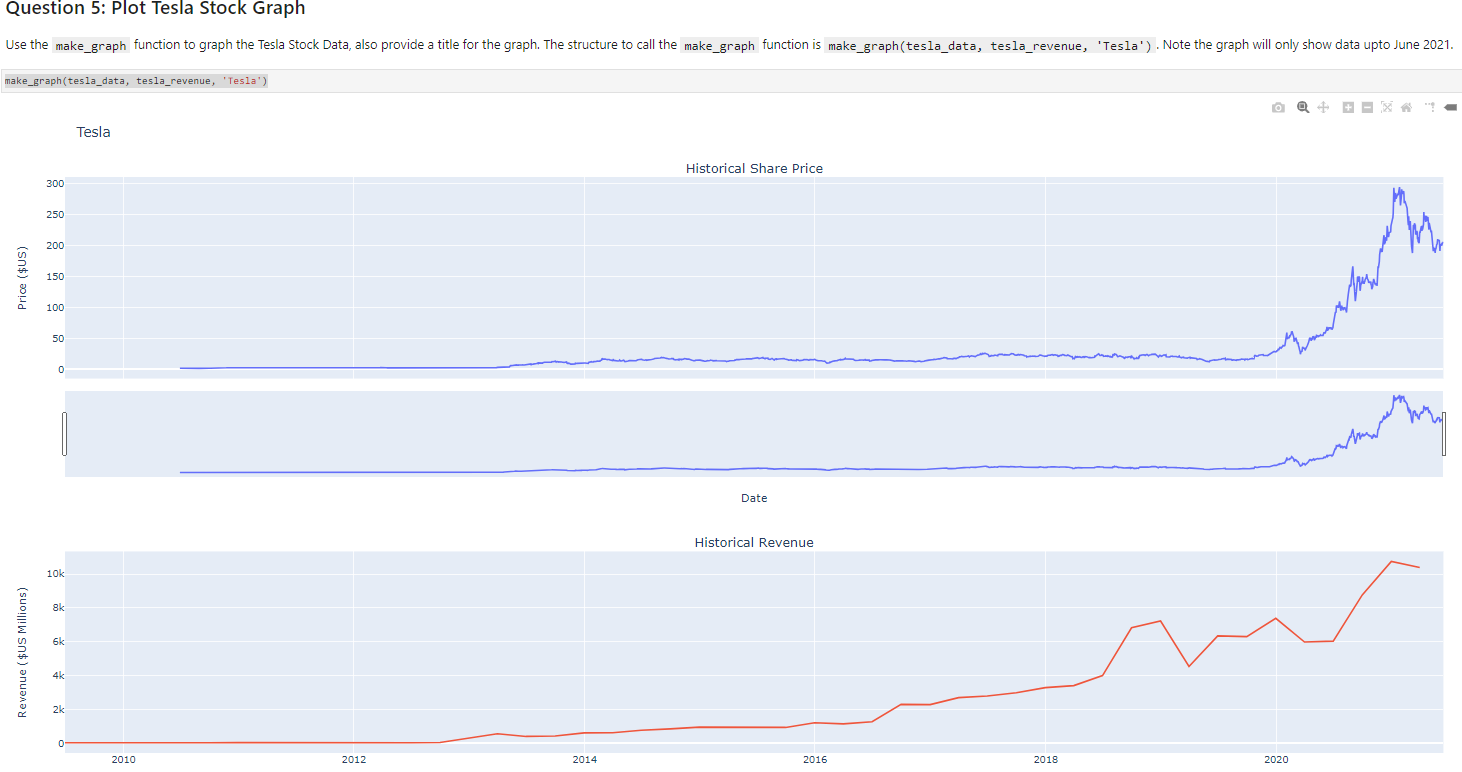 Question 5: Plot Tesla Stock Graph
Use the make_graph function to graph the Tesla Stock Data, also provide a title for the graph. The structure to call the make_graph function is make_graph(tesla_data, tesla_revenue, 'Tesla') . Note the graph will only show data upto June 2021.
make_graph(tesla_data, tesla_revenue, 'Tesla')
Tesla
Historical Share Price
300
250
200
150
100
50
0
Price ($US)
Date
Historical Revenue
10k
8k
6k
4k
2k
0
Revenue ($US Millions)
2010 2012 2014 2016 2018 2020